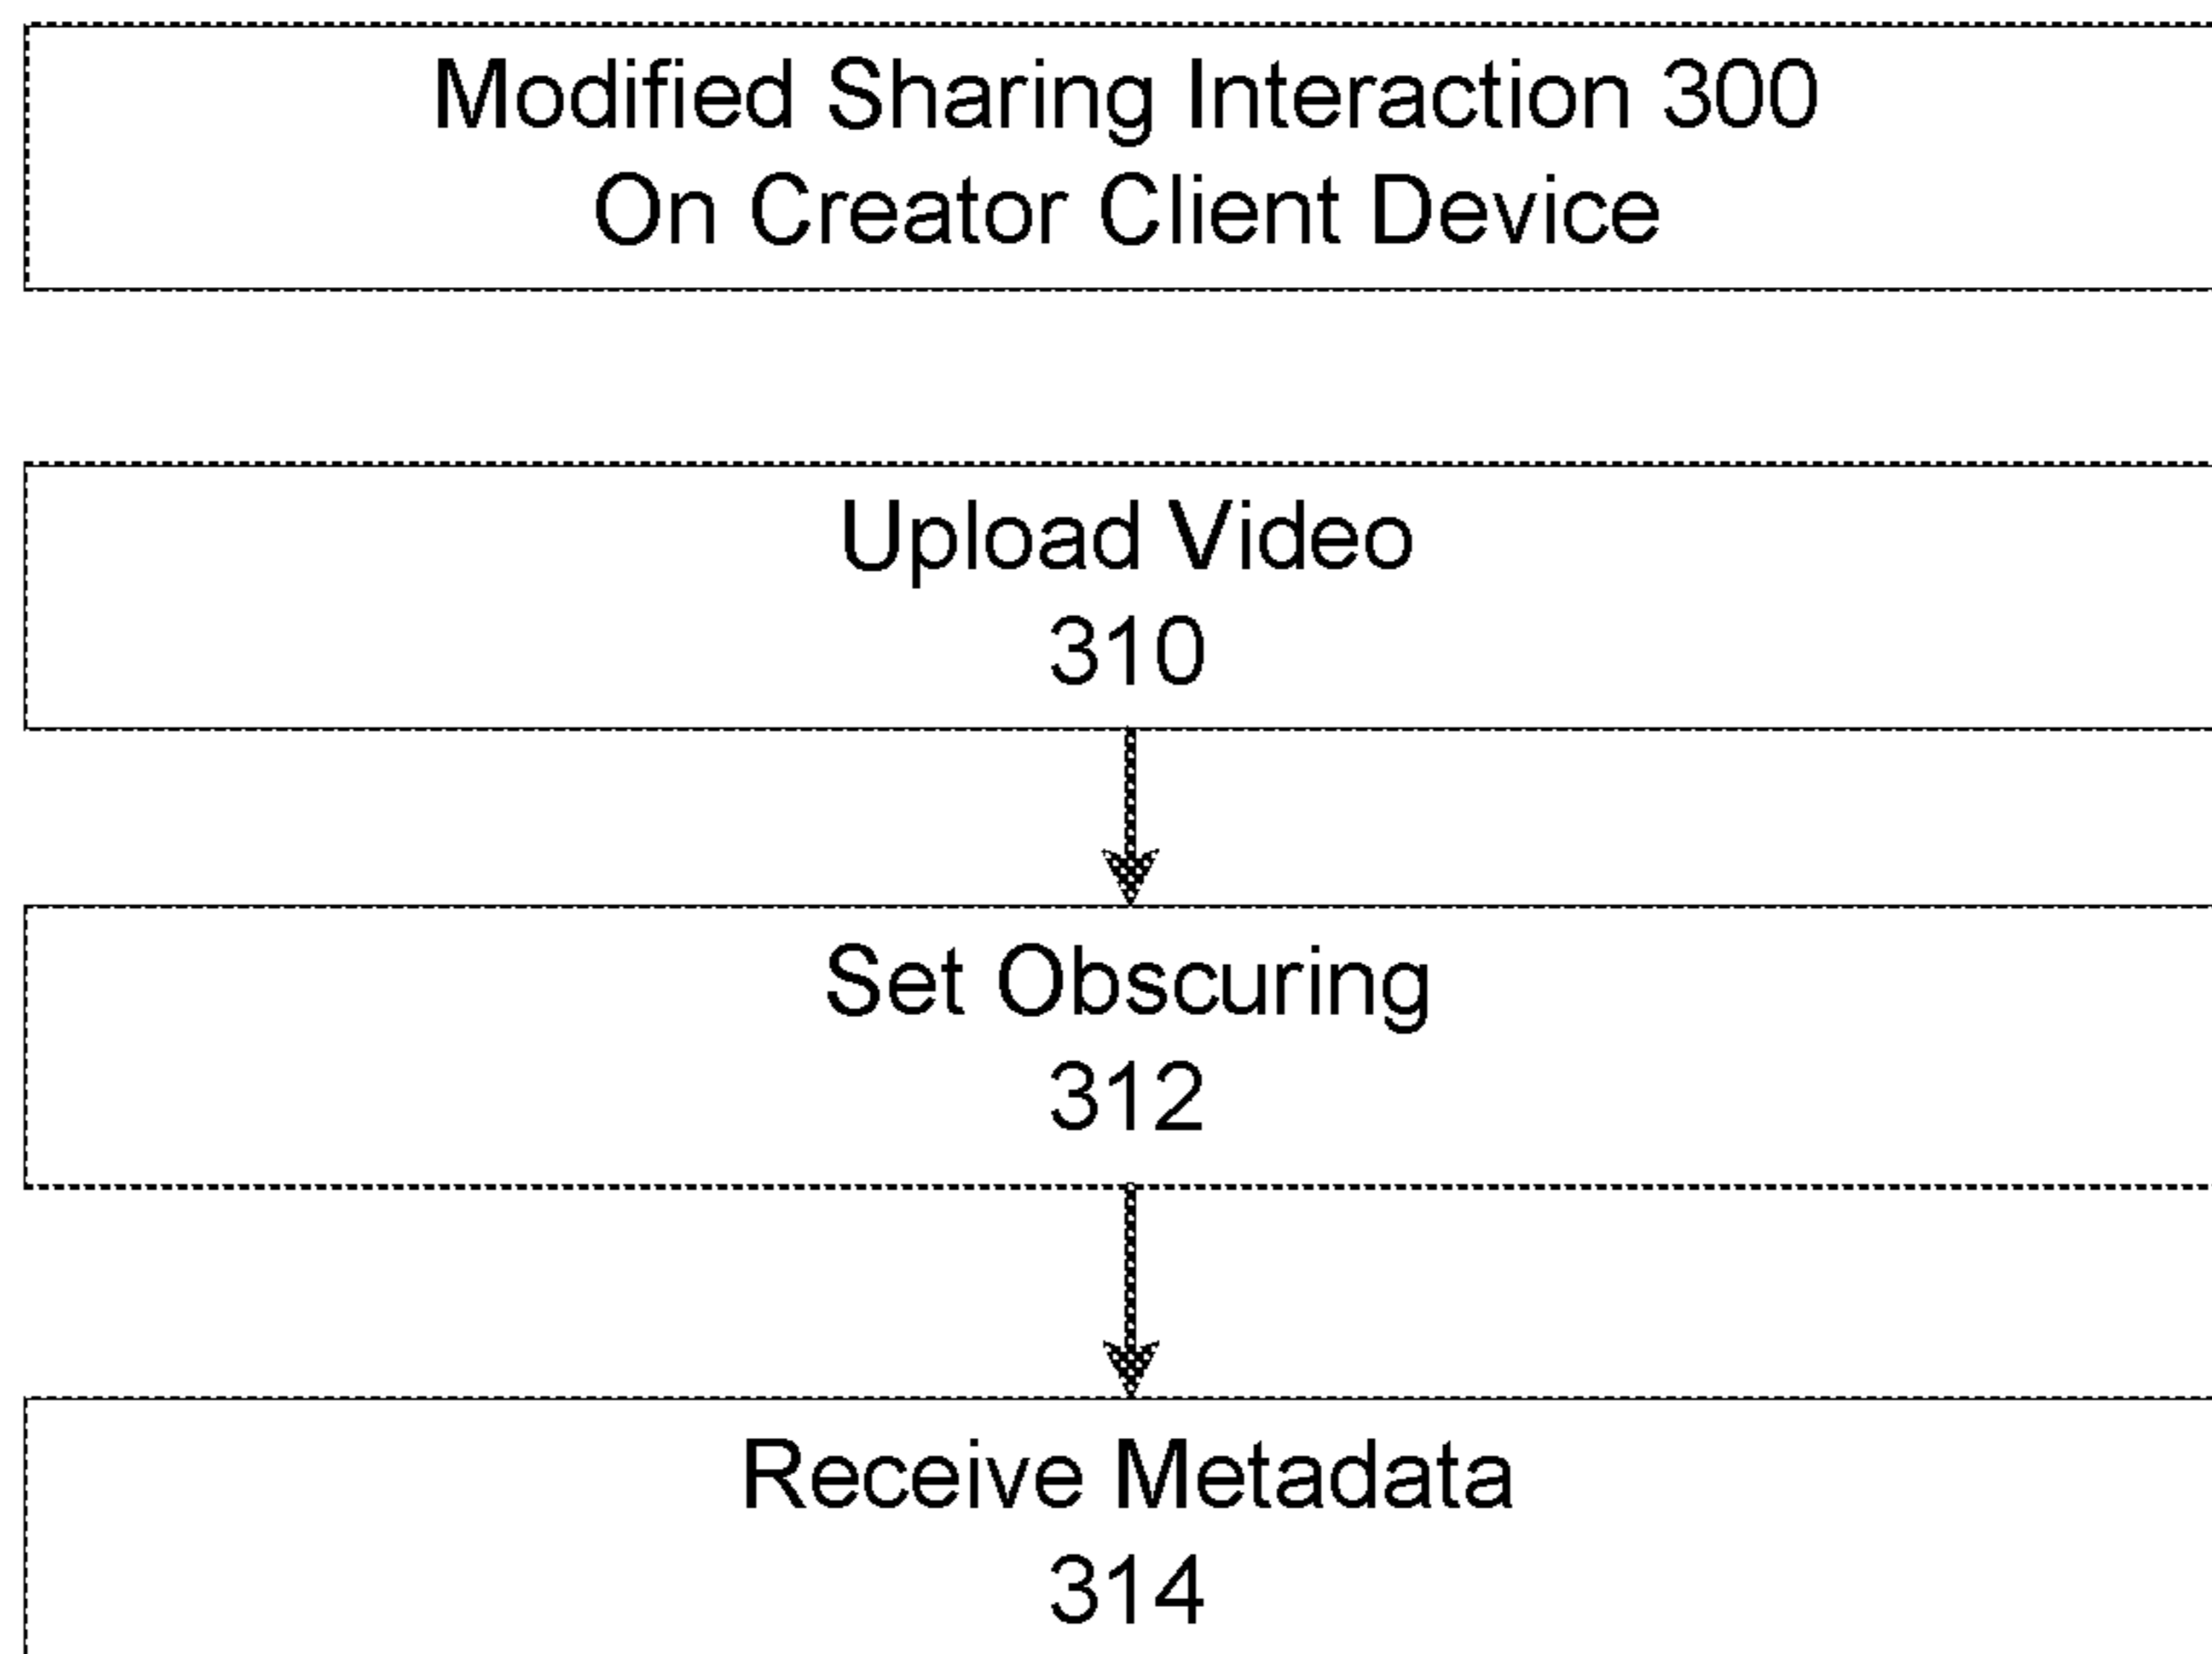 Modified Sharing Interaction 300
On Creator Client Device
Upload Video
310
Set Obscuring
312
Receive Metadata
314